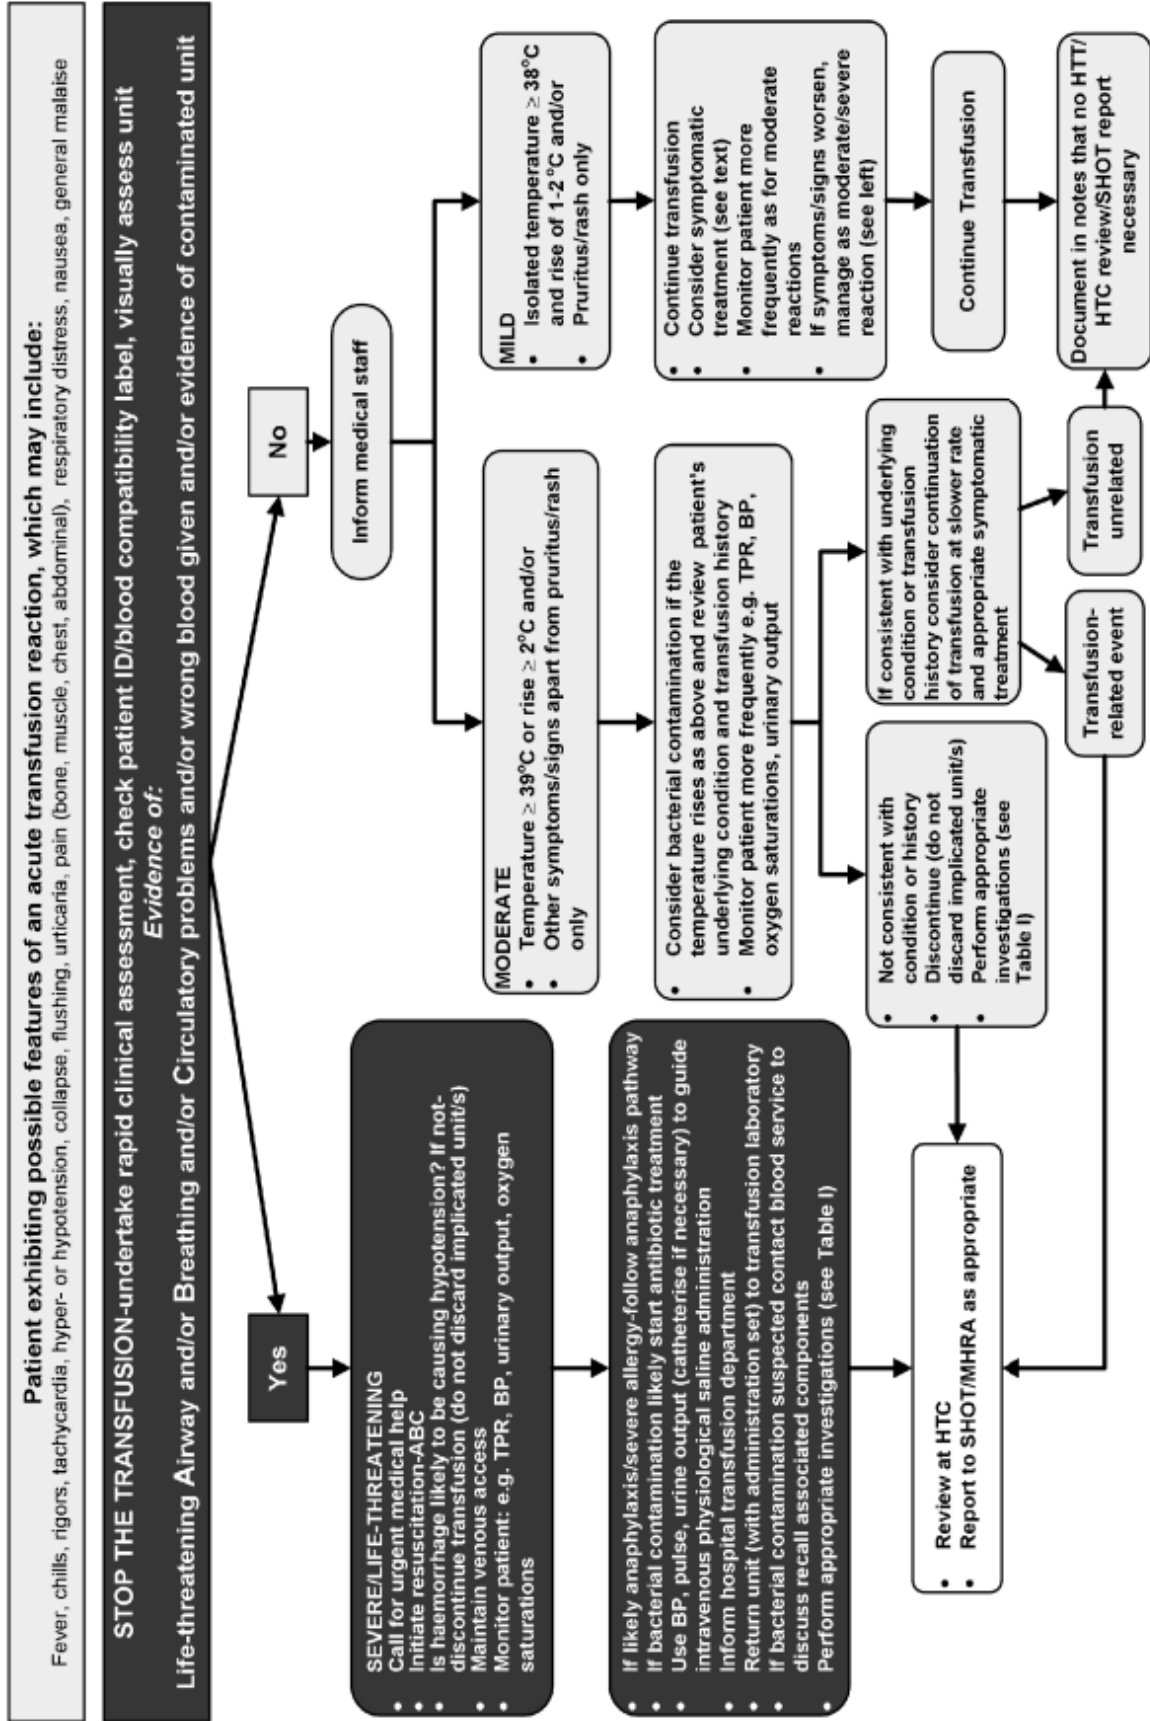 Patient exhibiting possible features of an acute transfusion reaction, which may include:
Fever, chills, rigors, tachycardia, hyper- or hypotension, collapse, flushing, urticaria, pain (bone, muscle, chest, abdominal), respiratory distress, nausea, general malaise
STOP THE TRANSFUSION-undertake rapid clinical assessment, check patient ID/blood compatibility label, visually assess unit
Evidence of:
Life-threatening Airway and/or Breathing and/or Circulatory problems and/or wrong blood given and/or evidence of contaminated unit
Yes
No
Inform medical staff
SEVERE/LIFE-THREATENING
• Call for urgent medical help
• Initiate resuscitation-ABC
• Is haemorrhage likely to be causing hypotension? If not-
discontinue transfusion (do not discard implicated unit/s)
• Maintain venous access
• Monitor patient: e.g. TPR, BP, urinary output, oxygen
saturations
MODERATE
• Temperature ≥ 39°C or rise ≥ 2°C and/or
• Other symptoms/signs apart from pruritus/rash
only
MILD
• Isolated temperature ≥ 38°C
and rise of 1-2°C and/or
• Pruritus/rash only
• If likely anaphylaxis/severe allergy-follow anaphylaxis pathway
• If bacterial contamination likely start antibiotic treatment
• Use BP, pulse, urine output (catheterise if necessary) to guide
intravenous physiological saline administration
• Inform hospital transfusion department
• Return unit (with administration set) to transfusion laboratory
• If bacterial contamination suspected contact blood service to
discuss recall associated components
• Perform appropriate investigations (see Table I)
• Consider bacterial contamination if the
temperature rises as above and review patient's
underlying condition and transfusion history
• Monitor patient more frequently e.g. TPR, BP,
oxygen saturations, urinary output
• Continue transfusion
• Consider symptomatic
treatment (see text)
• Monitor patient more
frequently as for moderate
reactions
• If symptoms/signs worsen,
manage as moderate/severe
reaction (see left)
• Not consistent with
condition or history
• Discontinue (do not
discard implicated unit/s)
• Perform appropriate
investigations (see
Table I)
If consistent with underlying
condition or transfusion
history consider continuation
of transfusion at slower rate
and appropriate symptomatic
treatment
Continue Transfusion
• Review at HTC
• Report to SHOT/MHRA as appropriate
Transfusion-
related event
Transfusion
unrelated
Document in notes that no HTT/
HTC review/SHOT report
necessary